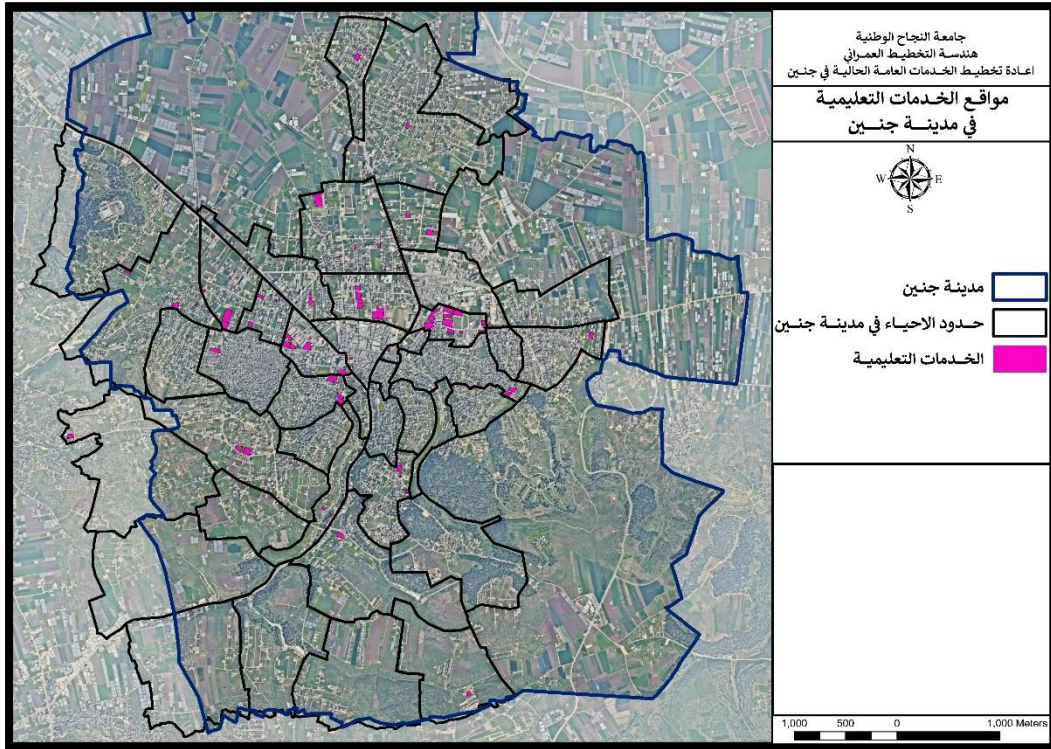 جامعة النجاح الوطنية
هندسة التخطيط العمراني
اعادة تخطيط الخدمات العامة الحالية في جنين
مواقع الخدمات التعليمية
في مدينة جنين
N
W E
S
مدينة جنين
حدود الاحياء في مدينة جنين
الخدمات التعليمية
1,000 500 0 1,000 Meters